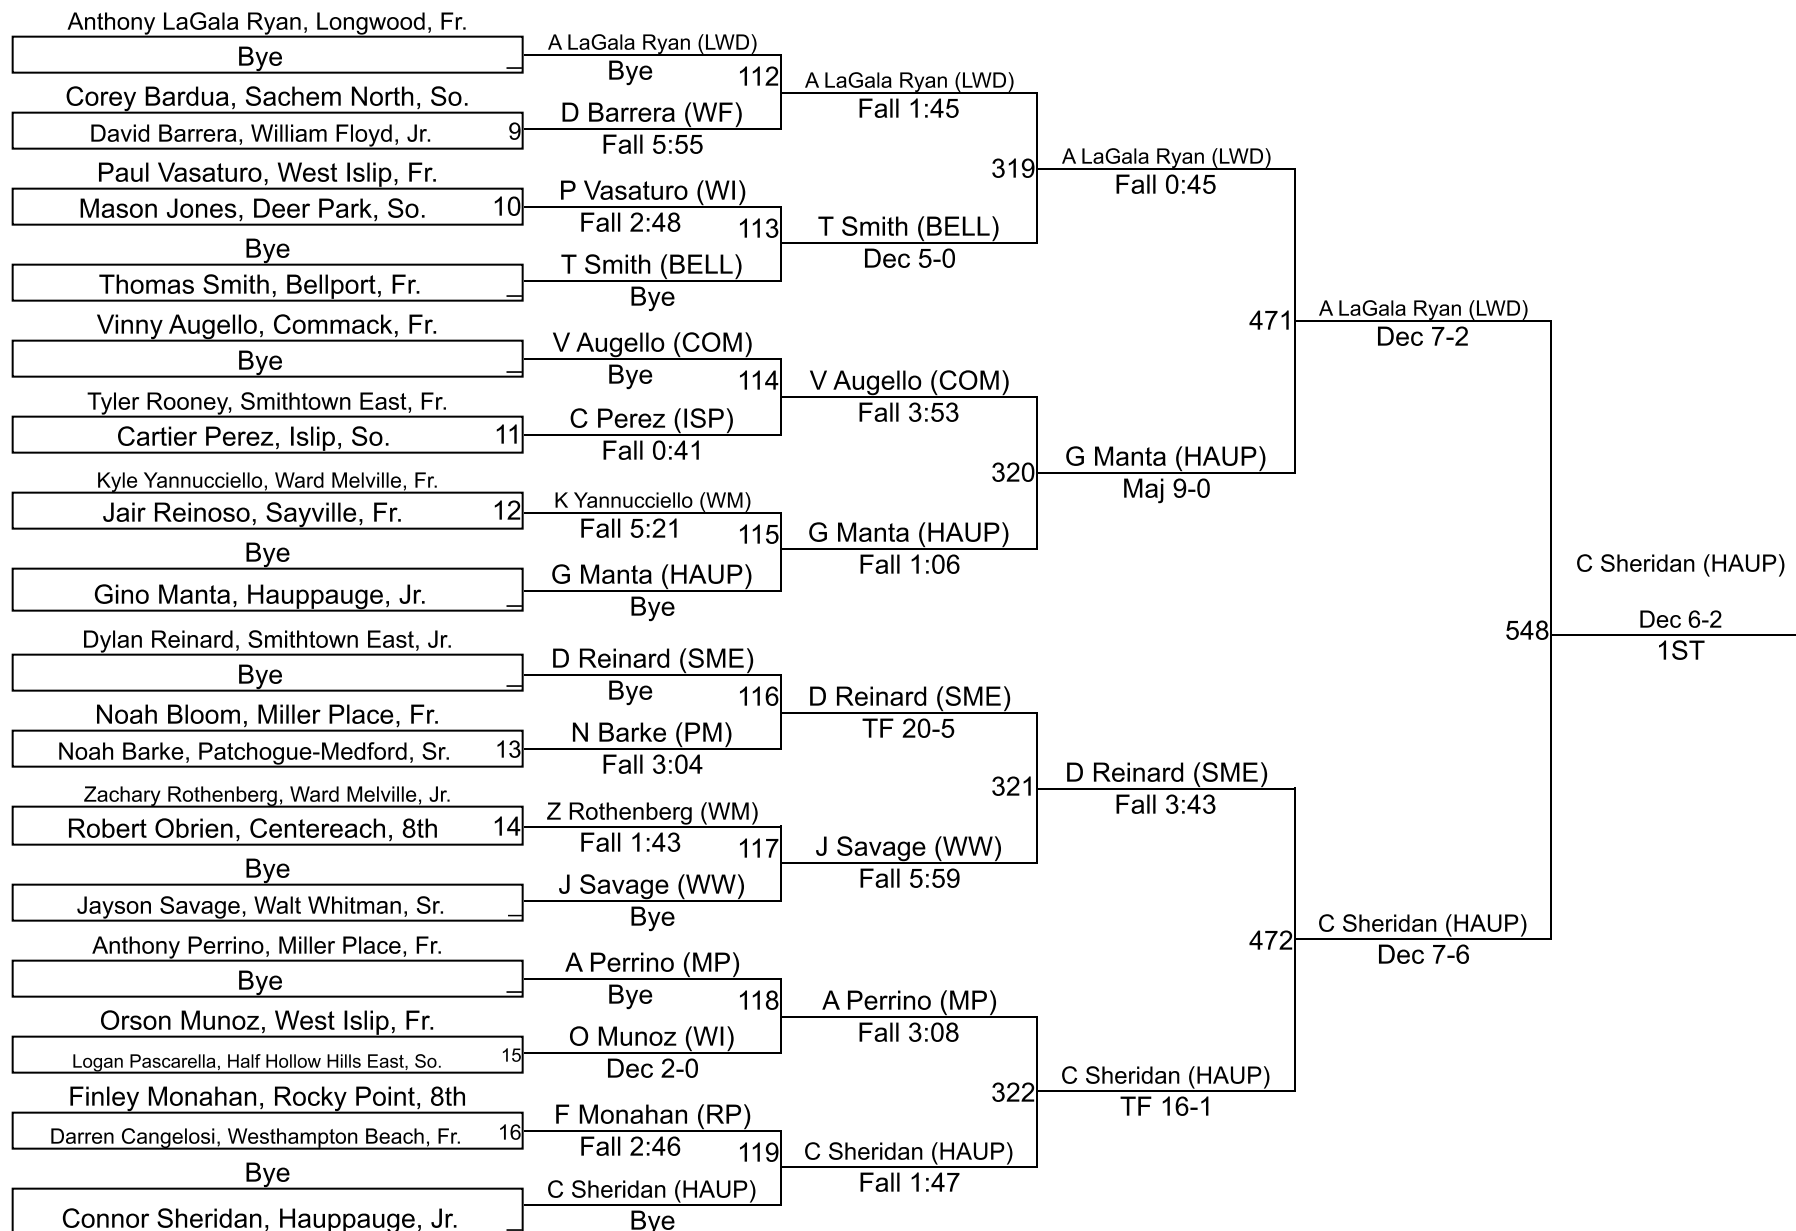 Anthony LaGala Ryan, Longwood, Fr.
Bye _
Corey Bardua, Sachem North, So.
David Barrera, William Floyd, Jr. 9
Paul Vasaturo, West Islip, Fr.
Mason Jones, Deer Park, So. 10
Bye
Thomas Smith, Bellport, Fr. _
Vinny Augello, Commack, Fr.
Bye _
Tyler Rooney, Smithtown East, Fr.
Cartier Perez, Islip, So. 11
Kyle Yannucciello, Ward Melville, Fr.
Jair Reinoso, Sayville, Fr. 12
Bye
Gino Manta, Hauppauge, Jr. _
Dylan Reinard, Smithtown East, Jr.
Bye _
Noah Bloom, Miller Place, Fr.
Noah Barke, Patchogue-Medford, Sr. 13
Zachary Rothenberg, Ward Melville, Jr.
Robert Obrien, Centereach, 8th 14
Bye
Jayson Savage, Walt Whitman, Sr. _
Anthony Perrino, Miller Place, Fr.
Bye _
Orson Munoz, West Islip, Fr.
Logan Pascarella, Half Hollow Hills East, So. 15
Finley Monahan, Rocky Point, 8th
Darren Cangelosi, Westhampton Beach, Fr. 16
Bye
Connor Sheridan, Hauppauge, Jr. _
A LaGala Ryan (LWD)
Bye
112
D Barrera (WF)
Fall 5:55
P Vasaturo (WI)
Fall 2:48
113
T Smith (BELL)
Bye
V Augello (COM)
Bye
114
C Perez (ISP)
Fall 0:41
K Yannucciello (WM)
Fall 5:21
115
G Manta (HAUP)
Bye
D Reinard (SME)
Bye
116
N Barke (PM)
Fall 3:04
Z Rothenberg (WM)
Fall 1:43
117
J Savage (WW)
Bye
A Perrino (MP)
Bye
118
O Munoz (WI)
Dec 2-0
F Monahan (RP)
Fall 2:46
119
C Sheridan (HAUP)
Bye
A LaGala Ryan (LWD)
Fall 1:45
319
T Smith (BELL)
Dec 5-0
V Augello (COM)
Fall 3:53
320
G Manta (HAUP)
Fall 1:06
D Reinard (SME)
TF 20-5
321
J Savage (WW)
Fall 5:59
A Perrino (MP)
Fall 3:08
322
C Sheridan (HAUP)
Fall 1:47
A LaGala Ryan (LWD)
Fall 0:45
471
G Manta (HAUP)
Maj 9-0
D Reinard (SME)
Fall 3:43
472
C Sheridan (HAUP)
TF 16-1
A LaGala Ryan (LWD)
Dec 7-2
548
C Sheridan (HAUP)
Dec 7-6
C Sheridan (HAUP)
Dec 6-2
1ST